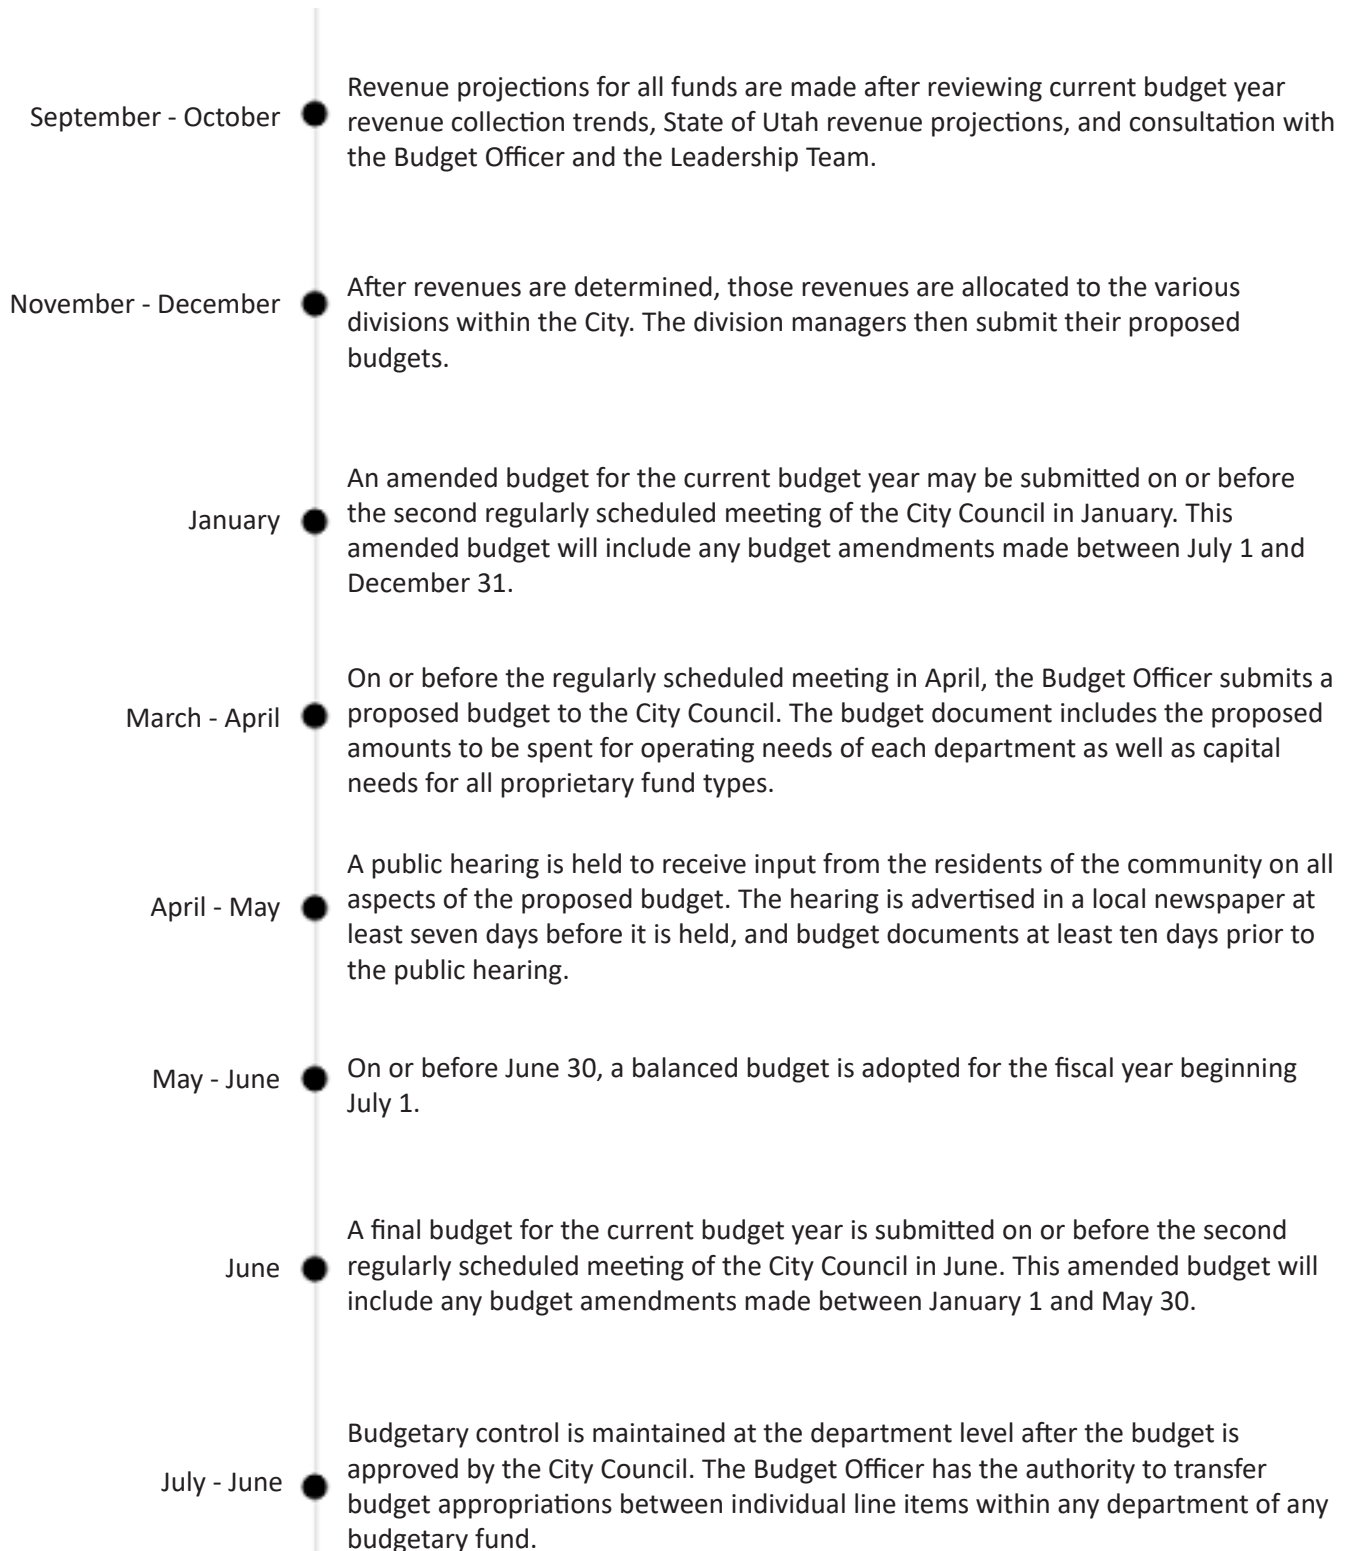 September - October
Revenue projections for all funds are made after reviewing current budget year
revenue collection trends, State of Utah revenue projections, and consultation with
the Budget Officer and the Leadership Team.
November - December
After revenues are determined, those revenues are allocated to the various
divisions within the City. The division managers then submit their proposed
budgets.
January
An amended budget for the current budget year may be submitted on or before
the second regularly scheduled meeting of the City Council in January. This
amended budget will include any budget amendments made between July 1 and
December 31.
March - April
On or before the regularly scheduled meeting in April, the Budget Officer submits a
proposed budget to the City Council. The budget document includes the proposed
amounts to be spent for operating needs of each department as well as capital
needs for all proprietary fund types.
April - May
A public hearing is held to receive input from the residents of the community on all
aspects of the proposed budget. The hearing is advertised in a local newspaper at
least seven days before it is held, and budget documents at least ten days prior to
the public hearing.
May - June
On or before June 30, a balanced budget is adopted for the fiscal year beginning
July 1.
June
A final budget for the current budget year is submitted on or before the second
regularly scheduled meeting of the City Council in June. This amended budget will
include any budget amendments made between January 1 and May 30.
July - June
Budgetary control is maintained at the department level after the budget is
approved by the City Council. The Budget Officer has the authority to transfer
budget appropriations between individual line items within any department of any
budgetary fund.